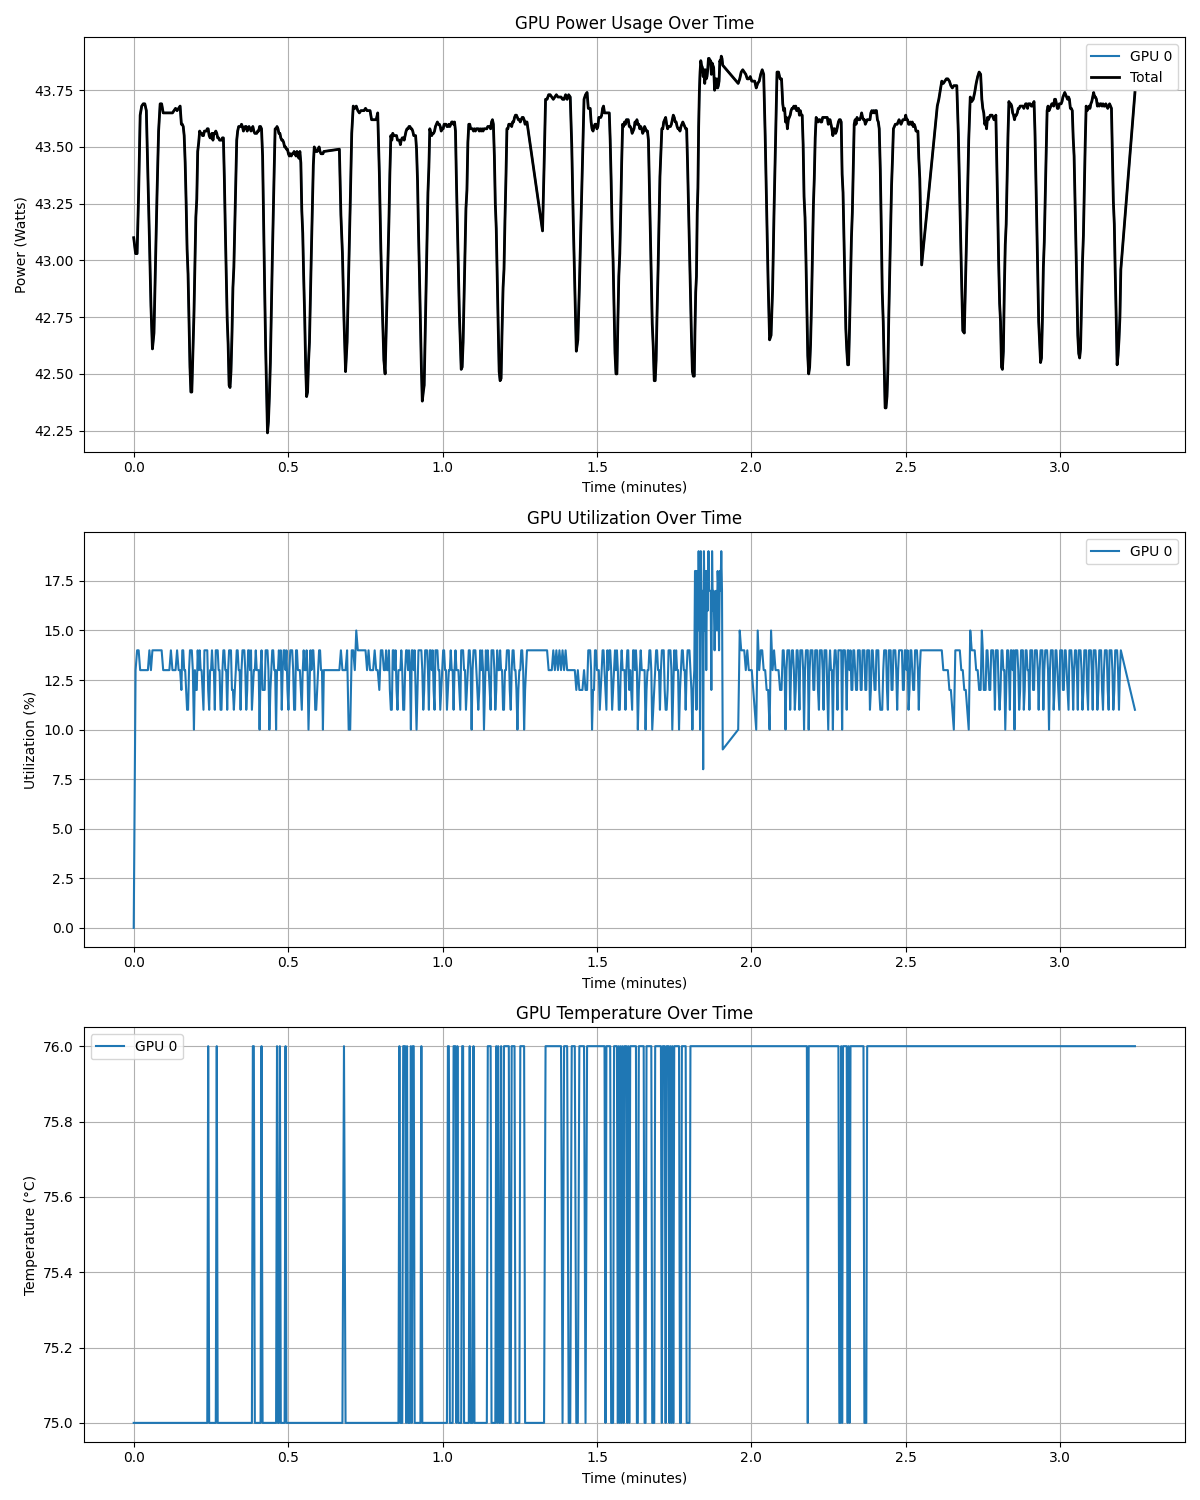 GPU Power Usage Over Time
GPU 0
Total
43.75
43.50
43.25
43.00
42.75
42.50
42.25
Power (Watts)
0.0 0.5 1.0 1.5 2.0 2.5 3.0
Time (minutes)
GPU Utilization Over Time
GPU 0
17.5
15.0
12.5
10.0
7.5
5.0
2.5
0.0
Utilization (%)
0.0 0.5 1.0 1.5 2.0 2.5 3.0
Time (minutes)
GPU Temperature Over Time
GPU 0
76.0
75.8
75.6
75.4
75.2
75.0
Temperature (°C)
0.0 0.5 1.0 1.5 2.0 2.5 3.0
Time (minutes)